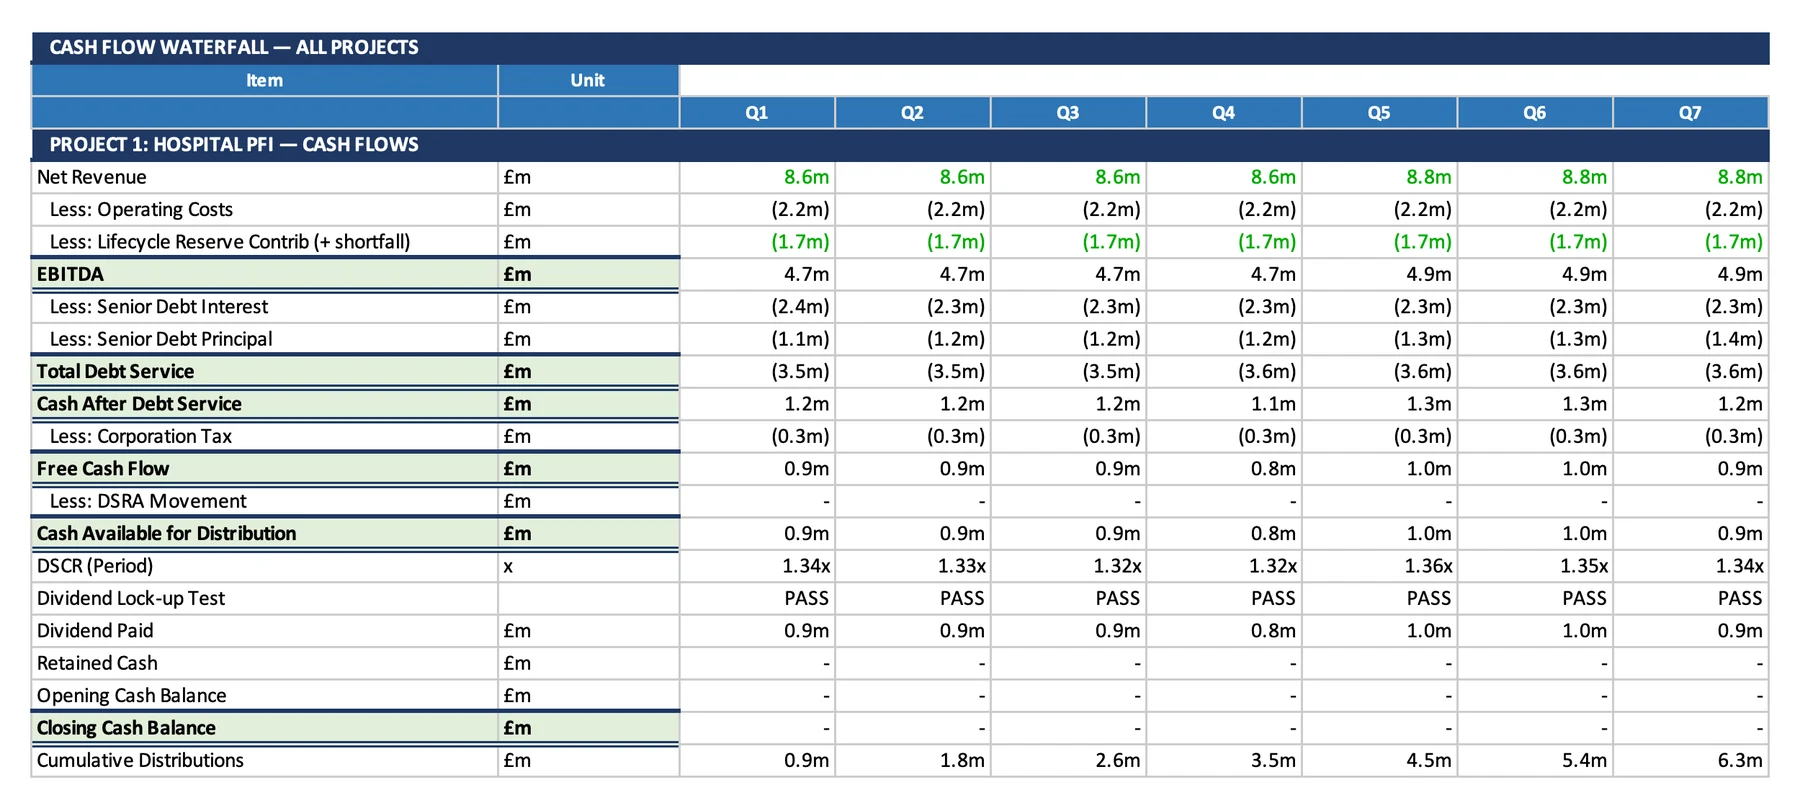 CASH FLOW WATERFALL — ALL PROJECTS
Item Unit
Q1 Q2 Q3 Q4 Q5 Q6 Q7
PROJECT 1: HOSPITAL PFI — CASH FLOWS
Net Revenue £m 8.6m 8.6m 8.6m 8.6m 8.8m 8.8m 8.8m
Less: Operating Costs £m (2.2m) (2.2m) (2.2m) (2.2m) (2.2m) (2.2m) (2.2m)
Less: Lifecycle Reserve Contrib (+ shortfall) £m (1.7m) (1.7m) (1.7m) (1.7m) (1.7m) (1.7m) (1.7m)
EBITDA £m 4.7m 4.7m 4.7m 4.7m 4.9m 4.9m 4.9m
Less: Senior Debt Interest £m (2.4m) (2.3m) (2.3m) (2.3m) (2.3m) (2.3m) (2.3m)
Less: Senior Debt Principal £m (1.1m) (1.2m) (1.2m) (1.2m) (1.3m) (1.3m) (1.4m)
Total Debt Service £m (3.5m) (3.5m) (3.5m) (3.6m) (3.6m) (3.6m) (3.6m)
Cash After Debt Service £m 1.2m 1.2m 1.2m 1.1m 1.3m 1.3m 1.2m
Less: Corporation Tax £m (0.3m) (0.3m) (0.3m) (0.3m) (0.3m) (0.3m) (0.3m)
Free Cash Flow £m 0.9m 0.9m 0.9m 0.8m 1.0m 1.0m 0.9m
Less: DSRA Movement £m - - - - - - -
Cash Available for Distribution £m 0.9m 0.9m 0.9m 0.8m 1.0m 1.0m 0.9m
DSCR (Period) x 1.34x 1.33x 1.32x 1.32x 1.36x 1.35x 1.34x
Dividend Lock-up Test PASS PASS PASS PASS PASS PASS PASS
Dividend Paid £m 0.9m 0.9m 0.9m 0.8m 1.0m 1.0m 0.9m
Retained Cash £m - - - - - - -
Opening Cash Balance £m - - - - - - -
Closing Cash Balance £m - - - - - - -
Cumulative Distributions £m 0.9m 1.8m 2.6m 3.5m 4.5m 5.4m 6.3m